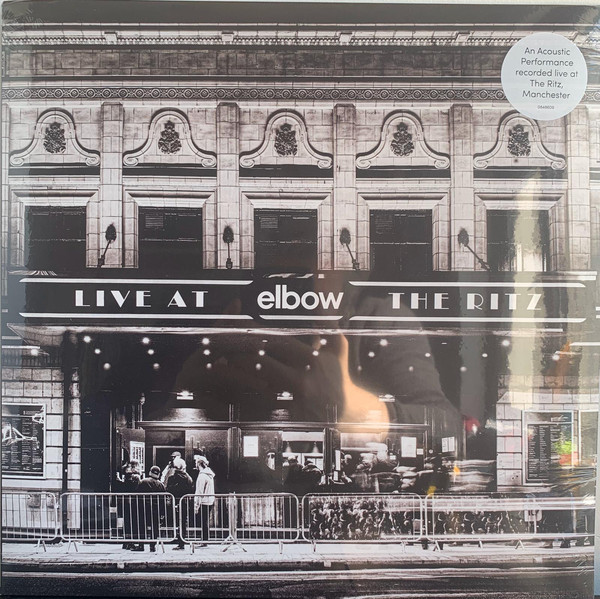 An Acoustic
Performance
recorded live at
The Ritz,
Manchester
LIVE AT elbow THE RITZ